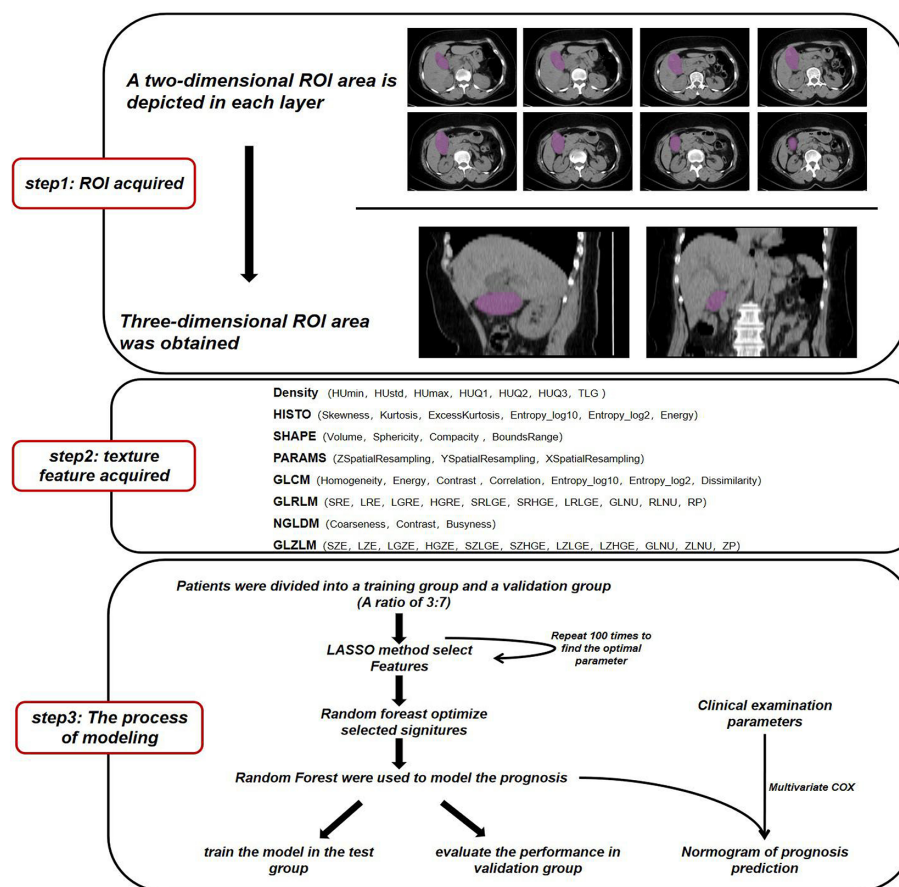 A two-dimensional ROI area is
depicted in each layer
step1: ROI acquired
Three-dimensional ROI area
was obtained
step2: texture
feature acquired
Density (HUmin, HUstd, HUmax, HUQ1, HUQ2, HUQ3, TLG )
HISTO (Skewness, Kurtosis, ExcessKurtosis, Entropy_log10, Entropy_log2, Energy)
SHAPE (Volume, Sphericity, Compacity , BoundsRange)
PARAMS (ZSpatialResampling, YSpatialResampling, XSpatialResampling)
GLCM (Homogeneity, Energy, Contrast , Correlation, Entropy_log10, Entropy_log2, Dissimilarity)
GLRLM (SRE, LRE, LGRE, HGRE, SRLGE, SRHGE, LRLGE, GLNU, RLNU, RP)
NGLDM (Coarseness, Contrast, Busyness)
GLZLM (SZE, LZE, LGZE, HGZE, SZLGE, SZHGE, LZLGE, LZHGE, GLNU, ZLNU, ZP)
step3: The process
of modeling
Patients were divided into a training group and a validation group
(A ratio of 3:7)
LASSO method select
Features
Repeat 100 times to
find the optimal
parameter
Random foreast optimize
selected signitures
Clinical examination
parameters
Random Forest were used to model the prognosis
Multivariate COX
train the model in the test
group
evaluate the performance in
validation group
Normogram of prognosis
prediction